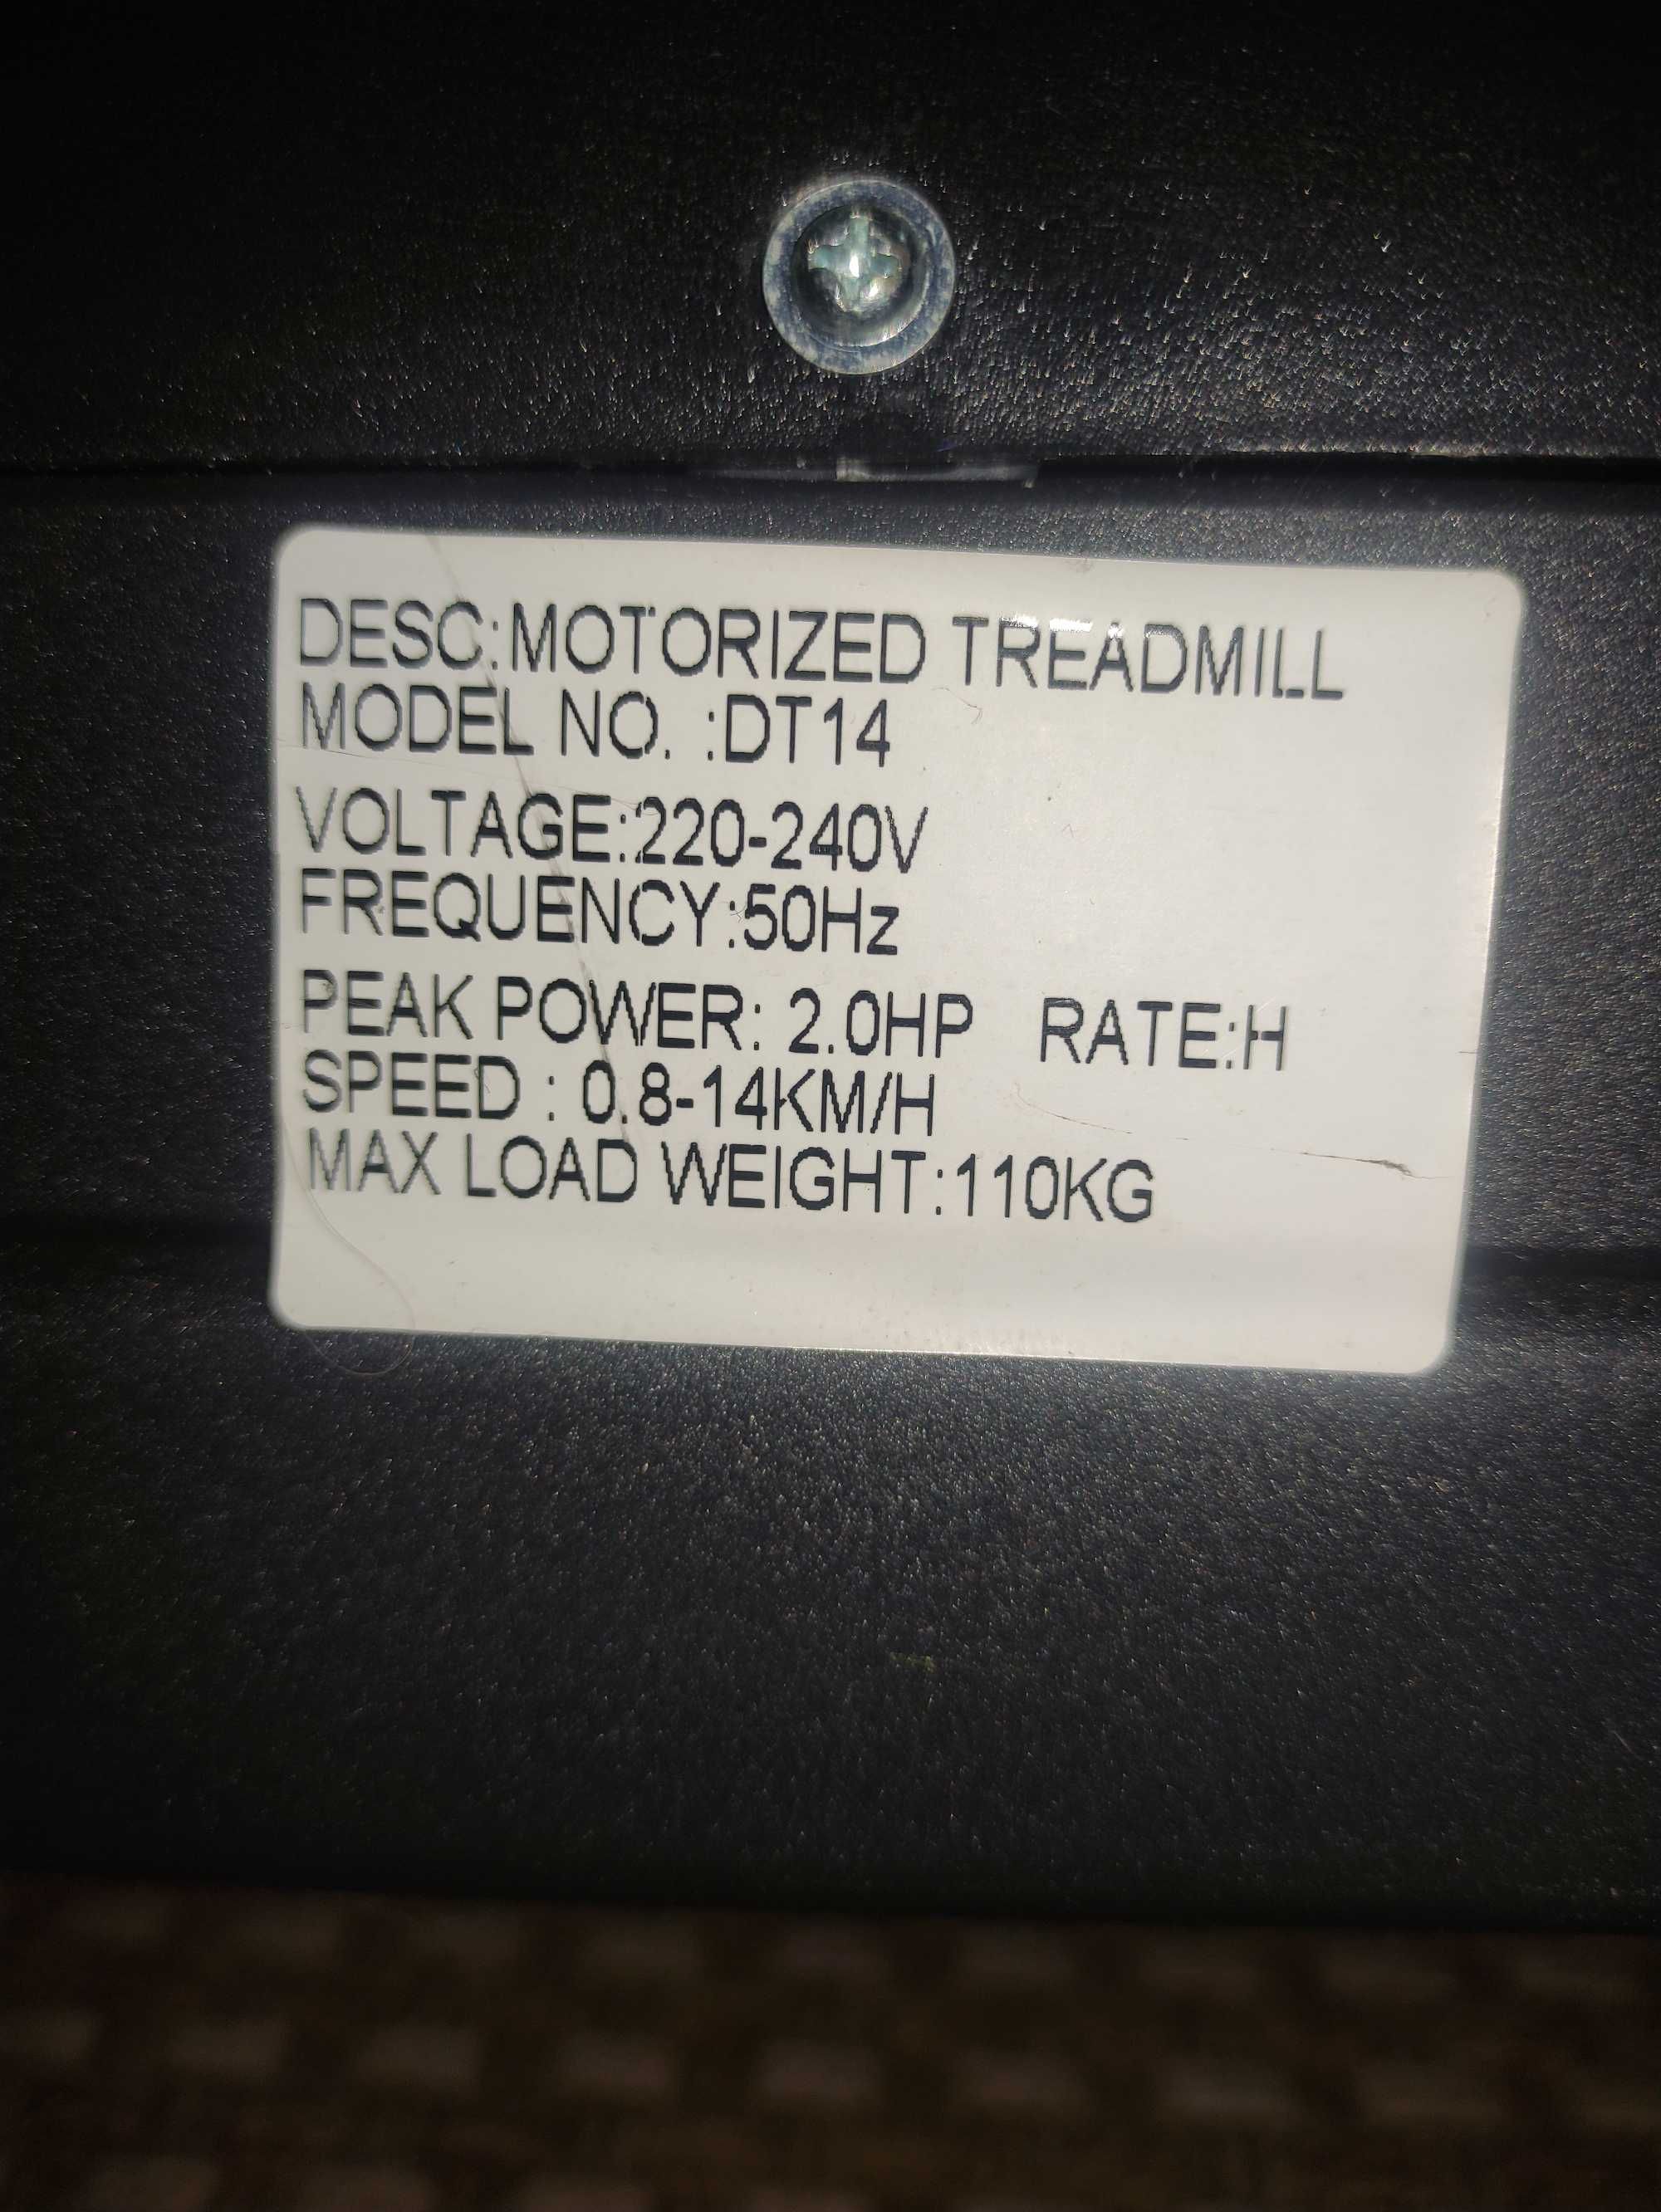 DESC:MOTORIZED TREADMILL
MODEL NO. :DT14
VOLTAGE:220-240V
FREQUENCY:50Hz
PEAK POWER: 2.0HP RATE:H
SPEED : 0.8-14KM/H
MAX LOAD WEIGHT:110KG